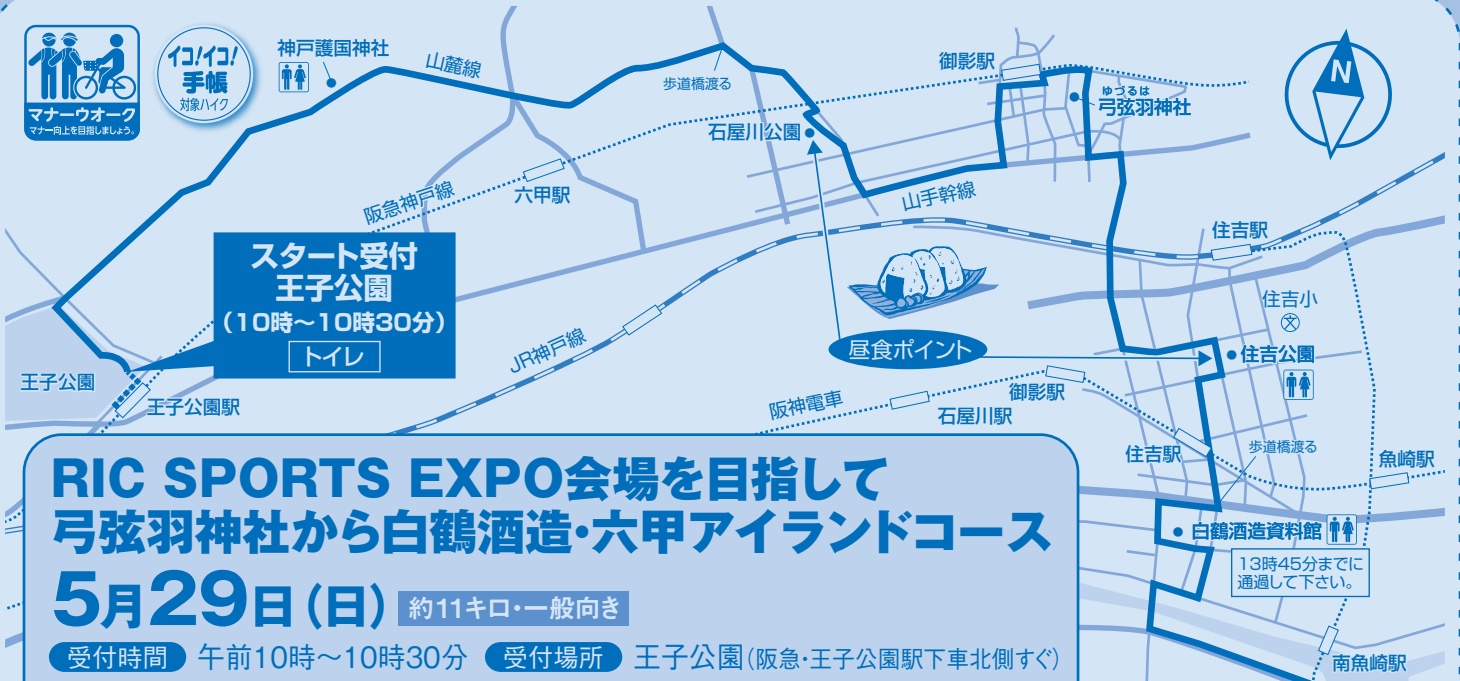 マナーウオーク
マナー向上を目指しましょう。
イコ!イコ!
手帳
対象ハイク
神戸護国神社
山麓線
歩道橋渡る
御影駅
ゆづるは
弓弦羽神社
N
石屋川公園
六甲駅
阪急神戸線
山手幹線
住吉駅
スタート受付
王子公園
(10時〜10時30分)
トイレ
住吉小
文
JR神戸線
昼食ポイント
住吉公園
王子公園
王子公園駅
阪神電車
御影駅
石屋川駅
住吉駅
歩道橋渡る
魚崎駅
白鶴酒造資料館
13時45分までに
通過して下さい。
南魚崎駅
RIC SPORTS EXPO会場を目指して
弓弦羽神社から白鶴酒造・六甲アイランドコース
5月29日(日) 約11キロ・一般向き
受付時間 午前10時〜10時30分 受付場所 王子公園(阪急・王子公園駅下車北側すぐ)